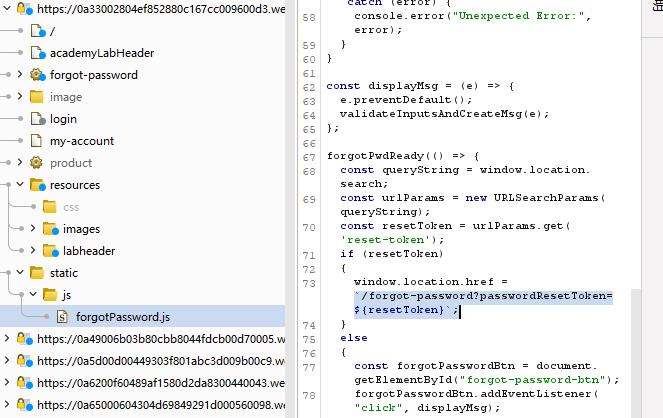 https://0a33002804ef852880c167cc009600d3.we
/
academyLabHeader
forgot-password
image
login
my-account
product
resources
css
images
labheader
static
js
forgotPassword.js
https://0a49006b03b80cbb8044fdcb00d70005.we
https://0a5d00d00449303f801abc3d009b00c9.we
https://0a6200f60489af1580d2da8300440043.we
https://0a65000604304d69849291d000560098.we
catch (error) {
58 console.error("Unexpected Error:",
error);
59 }
60 }
61
62 const displayMsg = (e) => {
63 e.preventDefault();
64 validateInputsAndCreateMsg(e);
65 };
66
67 forgotPwdReady(() => {
68 const queryString = window.location.
search;
69 const urlParams = new URLSearchParams(
queryString);
70 const resetToken = urlParams.get(
'reset-token');
71 if (resetToken)
72 {
73 window.location.href =
`/forgot-password?passwordResetToken=
${resetToken}`;
74 }
75 else
76 {
77 const forgotPasswordBtn = document.
getElementById("forgot-password-btn");
78 forgotPasswordBtn.addEventListener(
"click", displayMsg);